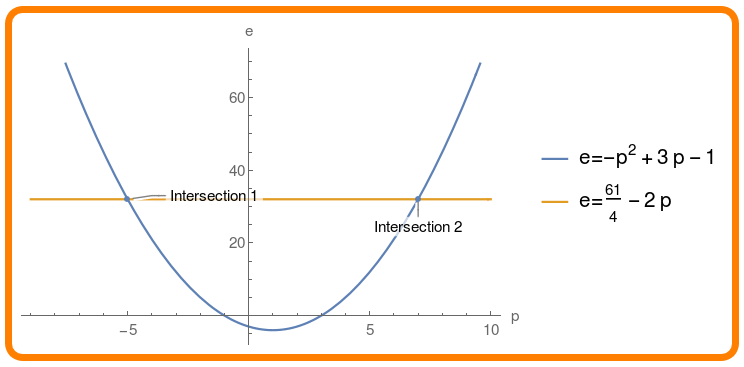 e
60
40
20
Intersection 1
Intersection 2
−5
5
10
p
e=−p² + 3 p − 1
e=61/4 − 2 p